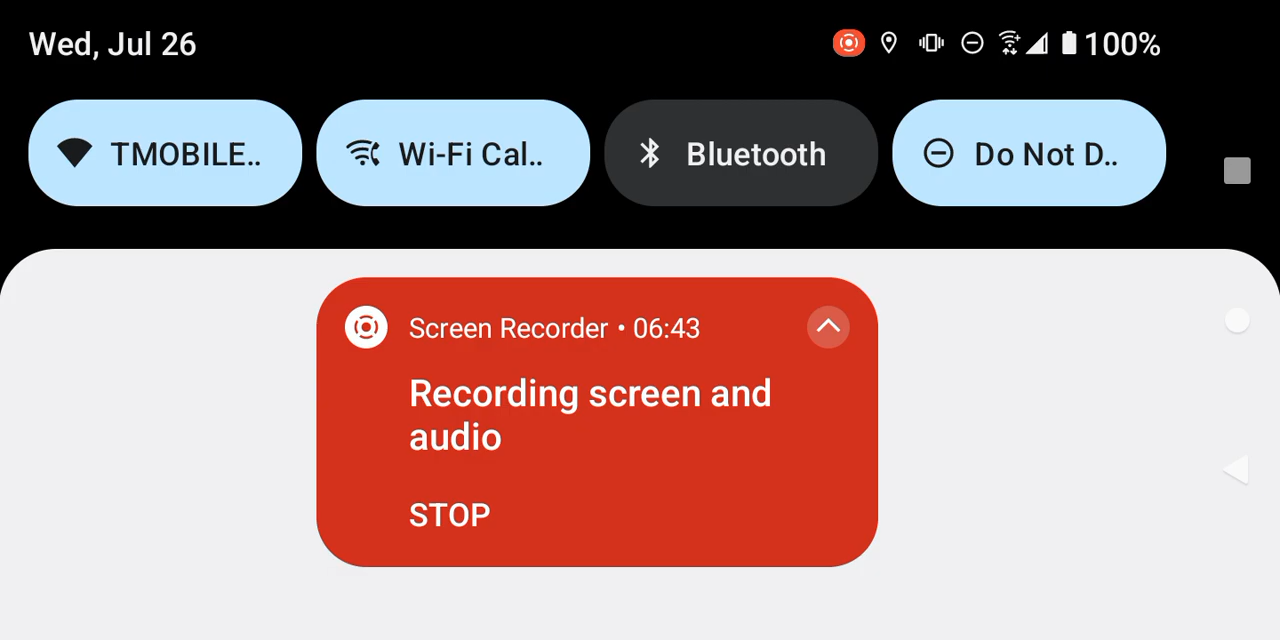 Wed, Jul 26
100%
TMOBILE..
Wi-Fi Cal..
Bluetooth
Do Not D..
Screen Recorder • 06:43
Recording screen and
audio
STOP